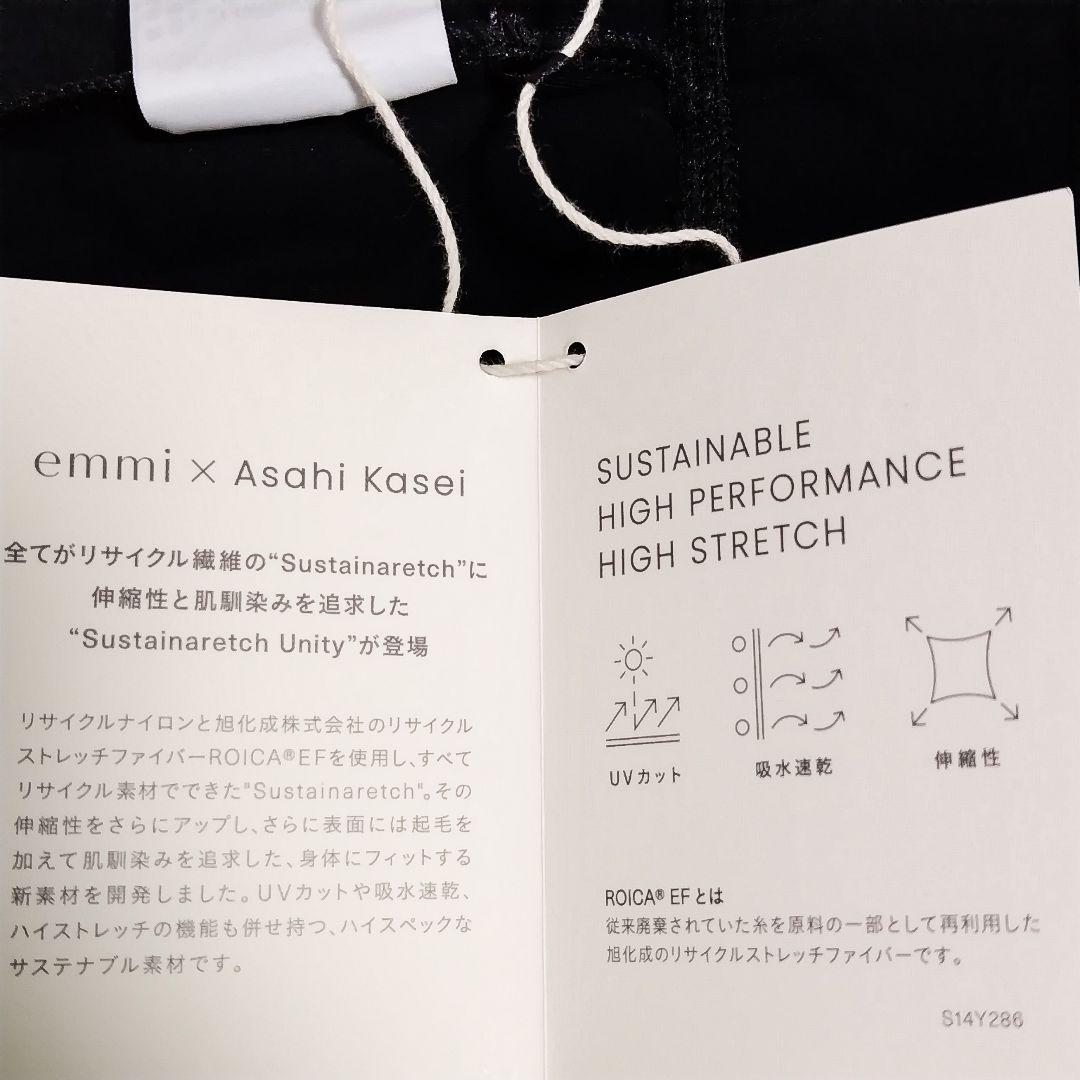 emmi × Asahi Kasei
全てがリサイクル繊維の“Sustainaretch”に
伸縮性と肌馴染みを追求した
“Sustainaretch Unity”が登場
リサイクルナイロンと旭化成株式会社のリサイクル
ストレッチファイバーROICA®EFを使用し、すべて
リサイクル素材でできた"Sustainaretch"。その
伸縮性をさらにアップし、さらに表面には起毛を
加えて肌馴染みを追求した、身体にフィットする
新素材を開発しました。UVカットや吸水速乾、
ハイストレッチの機能も併せ持つ、ハイスペックな
サステナブル素材です。
SUSTAINABLE
HIGH PERFORMANCE
HIGH STRETCH
UVカット
吸水速乾
伸縮性
ROICA® EFとは
従来廃棄されていた糸を原料の一部として再利用した
旭化成のリサイクルストレッチファイバーです。
S14Y286